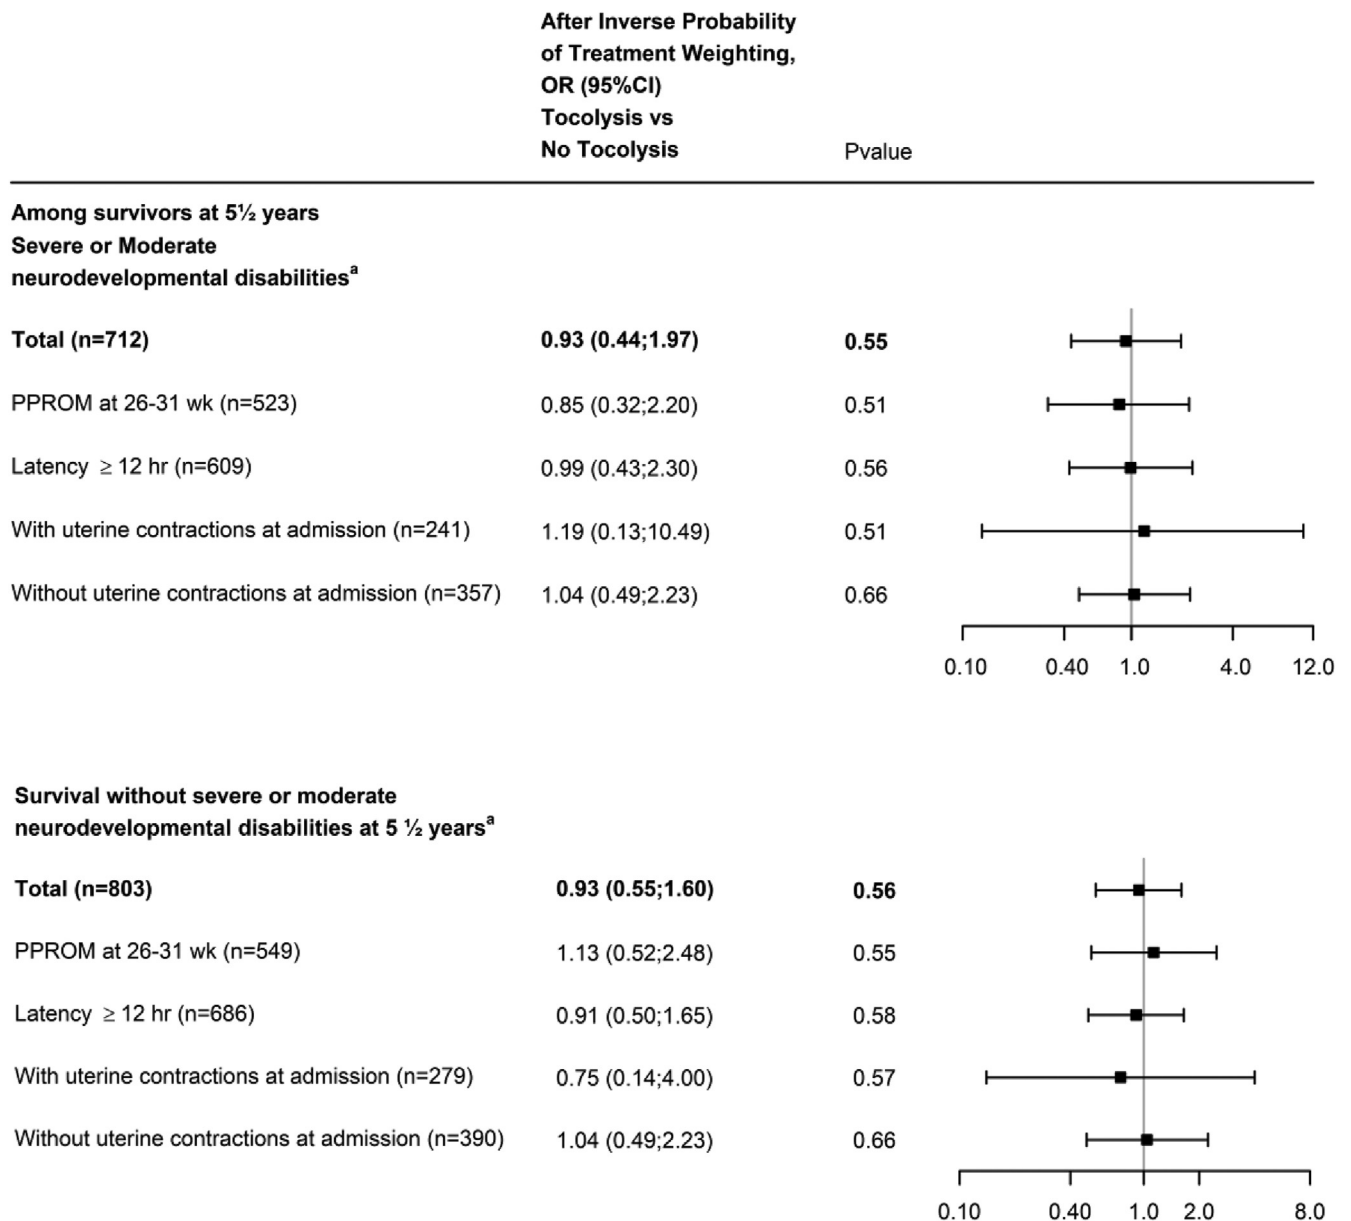 After Inverse Probability
of Treatment Weighting,
OR (95%CI)
Tocolysis vs
No Tocolysis Pvalue
Among survivors at 5½ years
Severe or Moderate
neurodevelopmental disabilitiesᵃ
Total (n=712) 0.93 (0.44;1.97) 0.55
PPROM at 26-31 wk (n=523) 0.85 (0.32;2.20) 0.51
Latency ≥ 12 hr (n=609) 0.99 (0.43;2.30) 0.56
With uterine contractions at admission (n=241) 1.19 (0.13;10.49) 0.51
Without uterine contractions at admission (n=357) 1.04 (0.49;2.23) 0.66
0.10 0.40 1.0 4.0 12.0
Survival without severe or moderate
neurodevelopmental disabilities at 5 ½ yearsᵃ
Total (n=803) 0.93 (0.55;1.60) 0.56
PPROM at 26-31 wk (n=549) 1.13 (0.52;2.48) 0.55
Latency ≥ 12 hr (n=686) 0.91 (0.50;1.65) 0.58
With uterine contractions at admission (n=279) 0.75 (0.14;4.00) 0.57
Without uterine contractions at admission (n=390) 1.04 (0.49;2.23) 0.66
0.10 0.40 1.0 2.0 8.0